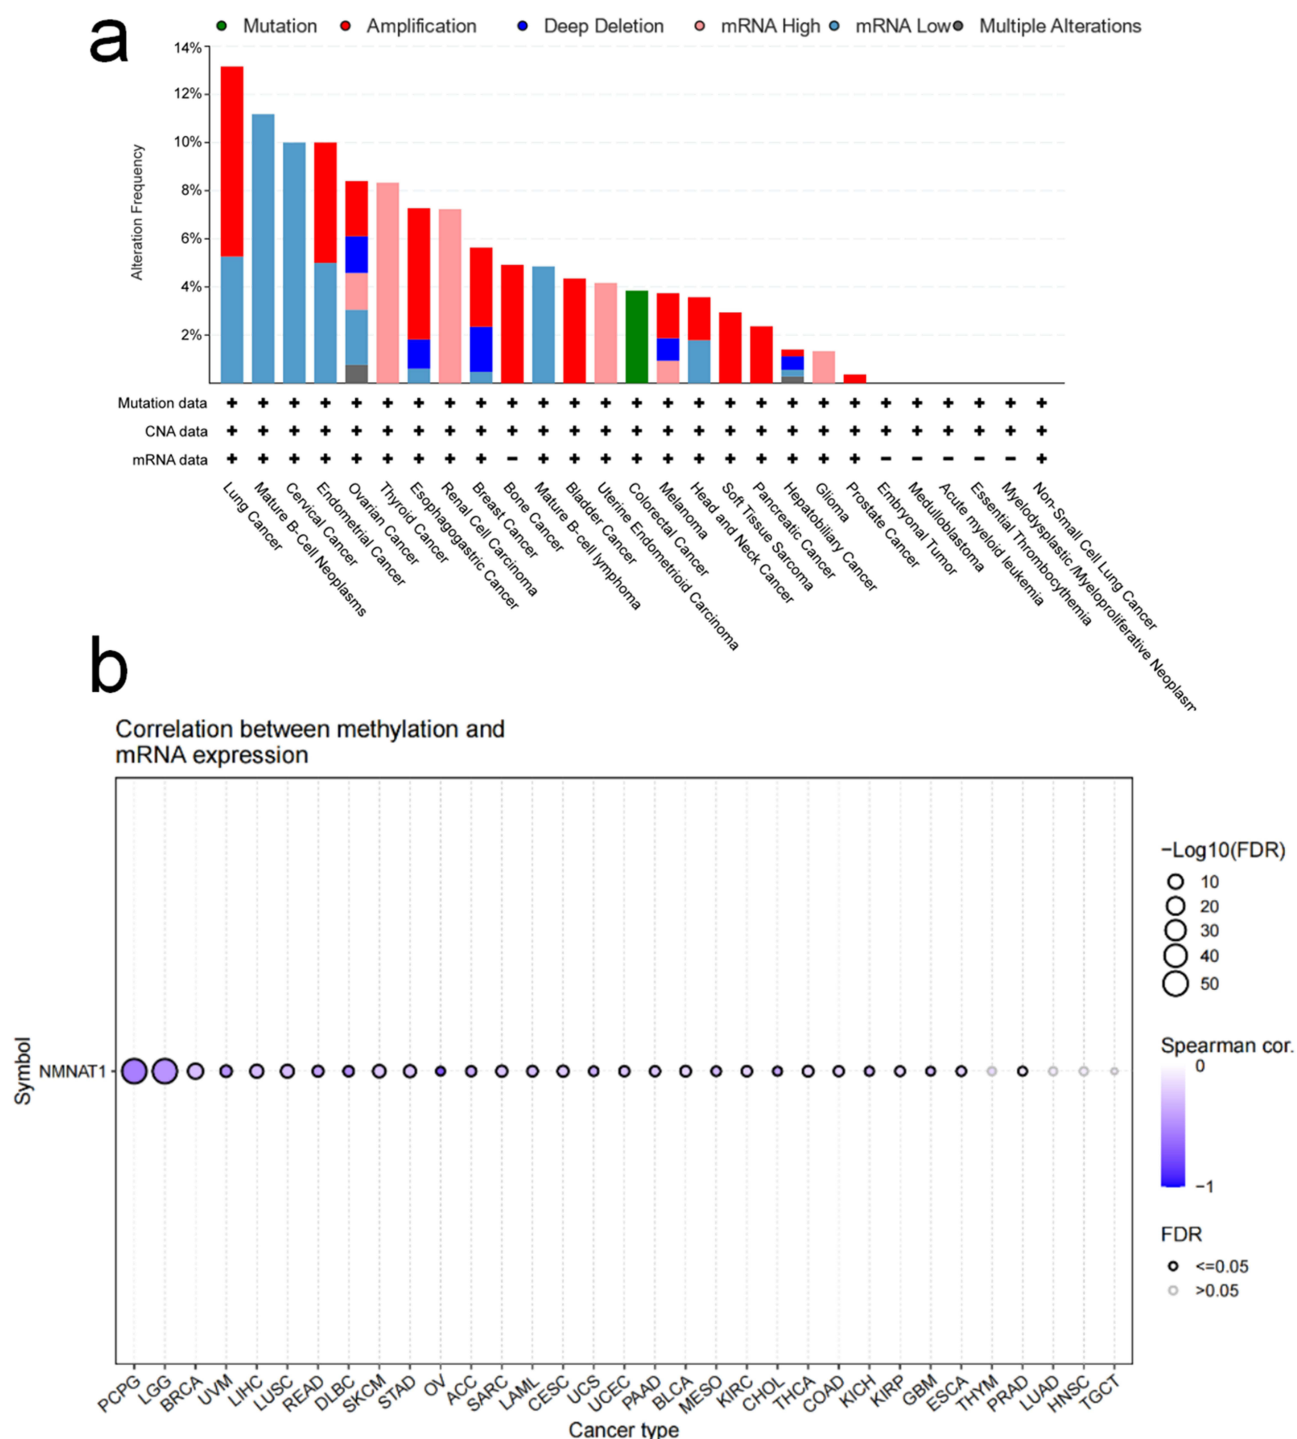 a
Mutation Amplification Deep Deletion mRNA High mRNA Low Multiple Alterations
14%
12%
10%
8%
6%
4%
2%
Alteration Frequency
Mutation data + + + + + + + + + + + + + + + + + + + + + + + + + + +
CNA data + + + + + + + + + + + + + + + + + + + + + + + + + + +
mRNA data + + + + + + + + + − + + + + + + + + + + + − − − − − +
Lung Cancer
Mature B-Cell Neoplasms
Cervical Cancer
Endometrial Cancer
Ovarian Cancer
Thyroid Cancer
Esophagogastric Cancer
Renal Cell Carcinoma
Breast Cancer
Bone Cancer
Mature B-cell lymphoma
Bladder Cancer
Uterine Endometrioid Carcinoma
Colorectal Cancer
Melanoma
Head and Neck Cancer
Soft Tissue Sarcoma
Pancreatic Cancer
Hepatobiliary Cancer
Glioma
Prostate Cancer
Embryonal Tumor
Medulloblastoma
Acute myeloid leukemia
Essential Thrombocythemia
Myelodysplastic /Myeloproliferative Neoplasm
Non-Small Cell Lung Cancer
b
Correlation between methylation and
mRNA expression
Symbol
NMNAT1
−Log10(FDR)
10
20
30
40
50
Spearman cor.
0
−1
FDR
<=0.05
>0.05
PCPG LGG BRCA UVM LIHC LUSC READ DLBC SKCM STAD OV ACC SARC LAML CESC UCS UCEC PAAD BLCA MESO KIRC CHOL THCA COAD KICH KIRP GBM ESCA THYM PRAD LUAD HNSC TGCT
Cancer type